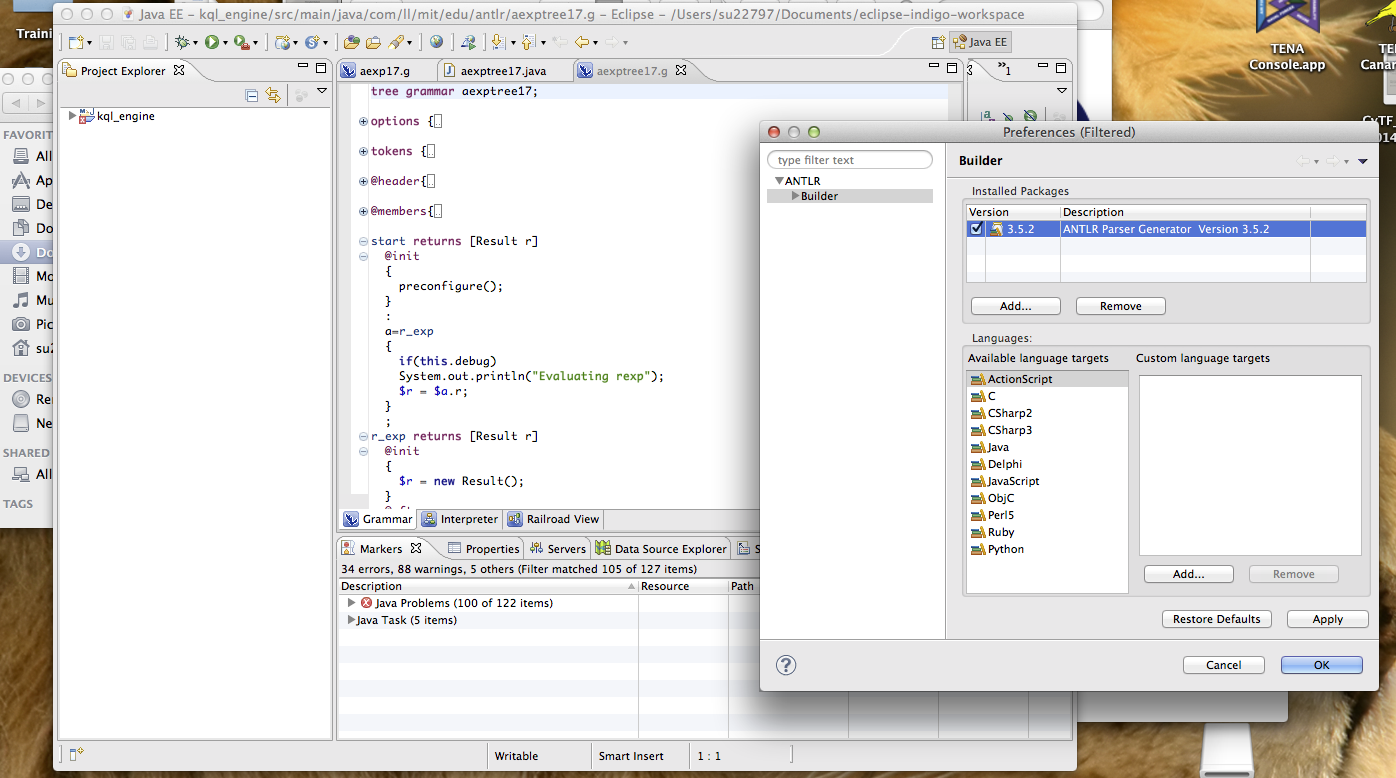 Traini
TENA
Console.app
TEN
Canar
CxTF_
014
Java EE – kql_engine/src/main/java/com/ll/mit/edu/antlr/aexptree17.g – Eclipse – /Users/su22797/Documents/eclipse-indigo-workspace
Java EE
Project Explorer
kql_engine
FAVORIT
All
Ap
De
Do
Do
Mo
Mu
Pic
su2
DEVICES
Rer
Ne
SHARED
All
TAGS
aexp17.g
aexptree17.java
aexptree17.g
"1
tree grammar aexptree17;
options {..
tokens {..
@header{..
@members{..
start returns [Result r]
@init
{
preconfigure();
}
:
a=r_exp
{
if(this.debug)
System.out.println("Evaluating rexp");
$r = $a.r;
}
;
r_exp returns [Result r]
@init
{
$r = new Result();
}
Grammar
Interpreter
Railroad View
Markers
Properties
Servers
Data Source Explorer
S
34 errors, 88 warnings, 5 others (Filter matched 105 of 127 items)
Description
Resource
Path
Java Problems (100 of 122 items)
Java Task (5 items)
Writable
Smart Insert
1 : 1
Preferences (Filtered)
type filter text
ANTLR
Builder
Builder
Installed Packages
Version
Description
3.5.2
ANTLR Parser Generator Version 3.5.2
Add...
Remove
Languages:
Available language targets
Custom language targets
ActionScript
C
CSharp2
CSharp3
Java
Delphi
JavaScript
ObjC
Perl5
Ruby
Python
Add...
Remove
Restore Defaults
Apply
?
Cancel
OK